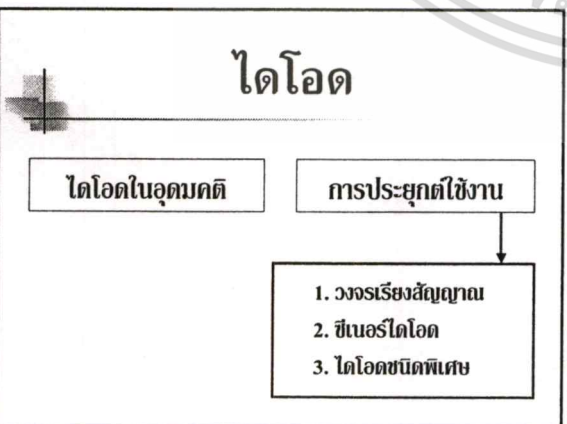 ไดโอด
ไดโอดในอุดมคติ
การประยุกต์ใช้งาน
1. วงจรเรียงสัญญาณ
2. ซีเนอร์ไดโอด
3. ไดโอดชนิดพิเศษ